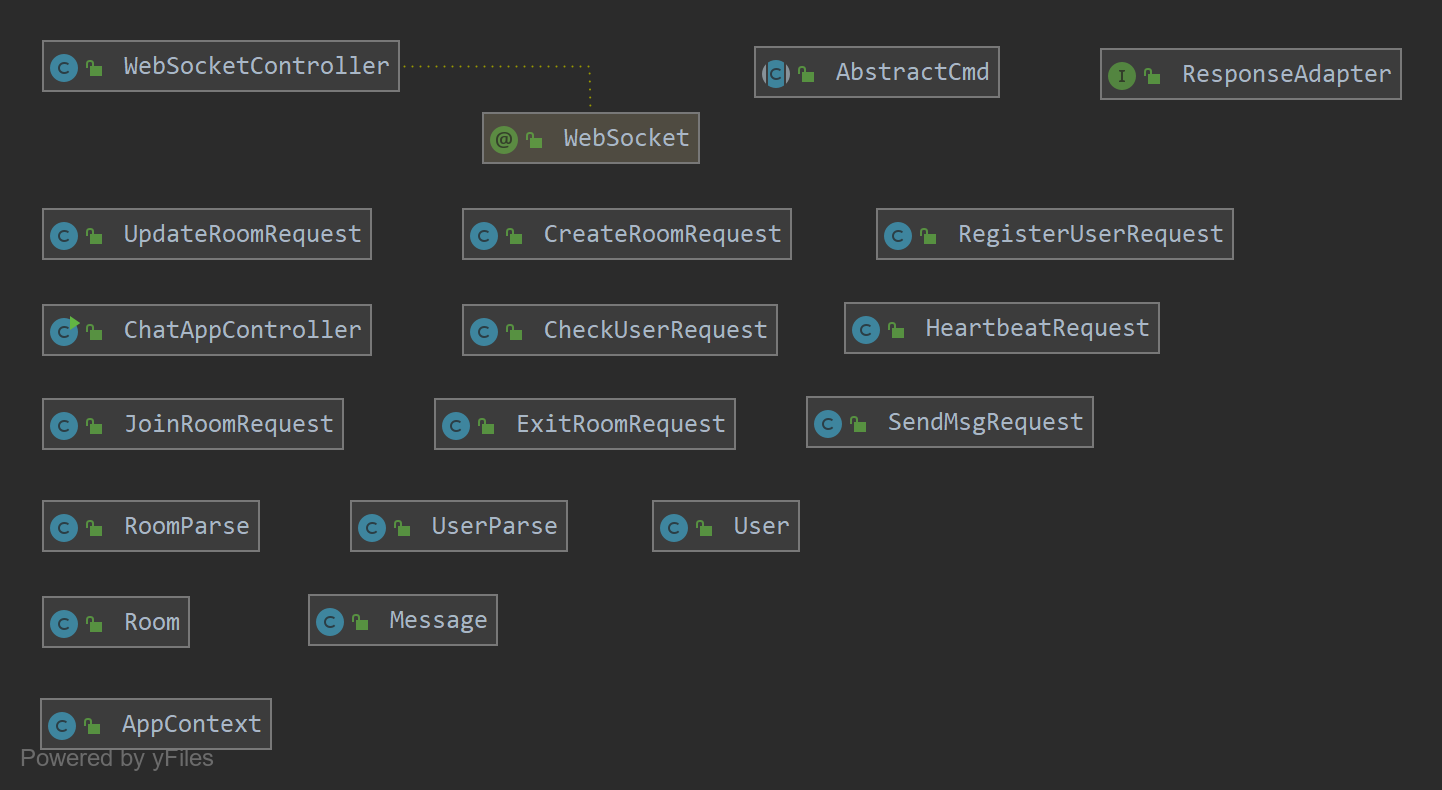 WebSocketController
AbstractCmd
ResponseAdapter
WebSocket
UpdateRoomRequest
CreateRoomRequest
RegisterUserRequest
ChatAppController
CheckUserRequest
HeartbeatRequest
JoinRoomRequest
ExitRoomRequest
SendMsgRequest
RoomParse
UserParse
User
Room
Message
AppContext
Powered by yFiles